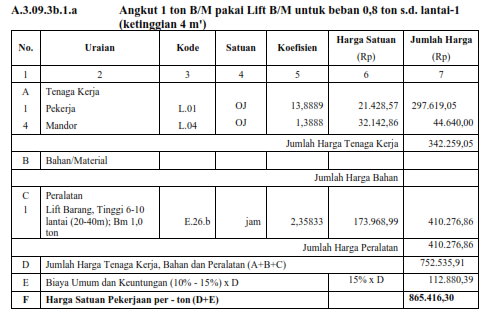 A.3.09.3b.1.a Angkut 1 ton B/M pakai Lift B/M untuk beban 0,8 ton s.d. lantai-1
(ketinggian 4 m')
No. Uraian Kode Satuan Koefisien Harga Satuan Jumlah Harga
(Rp) (Rp)
1 2 3 4 5 6 7
A Tenaga Kerja
1 Pekerja L.01 OJ 13,8889 21.428,57 297.619,05
4 Mandor L.04 OJ 1,3888 32.142,86 44.640,00
Jumlah Harga Tenaga Kerja 342.259,05
B Bahan/Material
Jumlah Harga Bahan
C Peralatan
1 Lift Barang, Tinggi 6-10
lantai (20-40m); Bm 1,0 E.26.b jam 2,35833 173.968,99 410.276,86
ton
Jumlah Harga Peralatan 410.276,86
D Jumlah Harga Tenaga Kerja, Bahan dan Peralatan (A+B+C) 752.535,91
E Biaya Umum dan Keuntungan (10% - 15%) x D 15% x D 112.880,39
F Harga Satuan Pekerjaan per - ton (D+E) 865.416,30